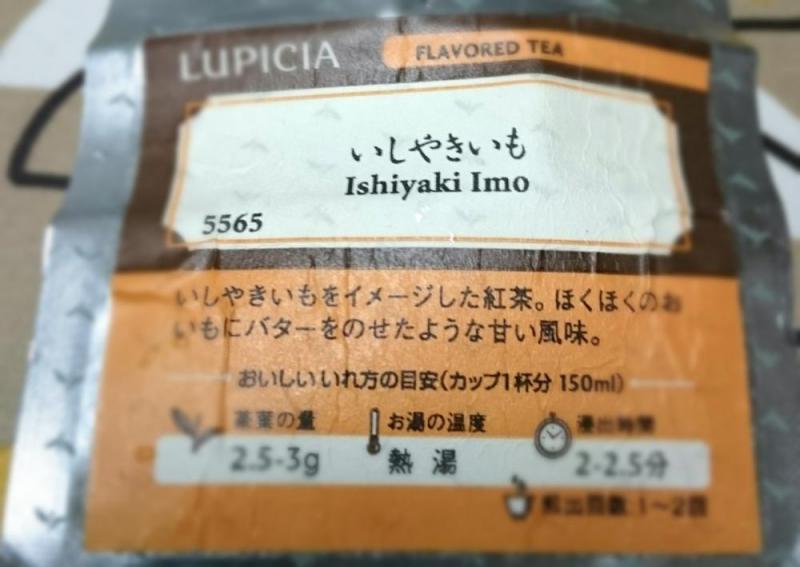 LUPICIA FLAVORED TEA
いしやきいも
Ishiyaki Imo
5565
いしやきいもをイメージした紅茶。ほくほくのお
いもにバターをのせたような甘い風味。
おいしいいれ方の目安(カップ1杯分 150ml)
茶葉の量 お湯の温度 浸出時間
2.5-3g 熱湯 2-2.5分
煎出回数:1～2回